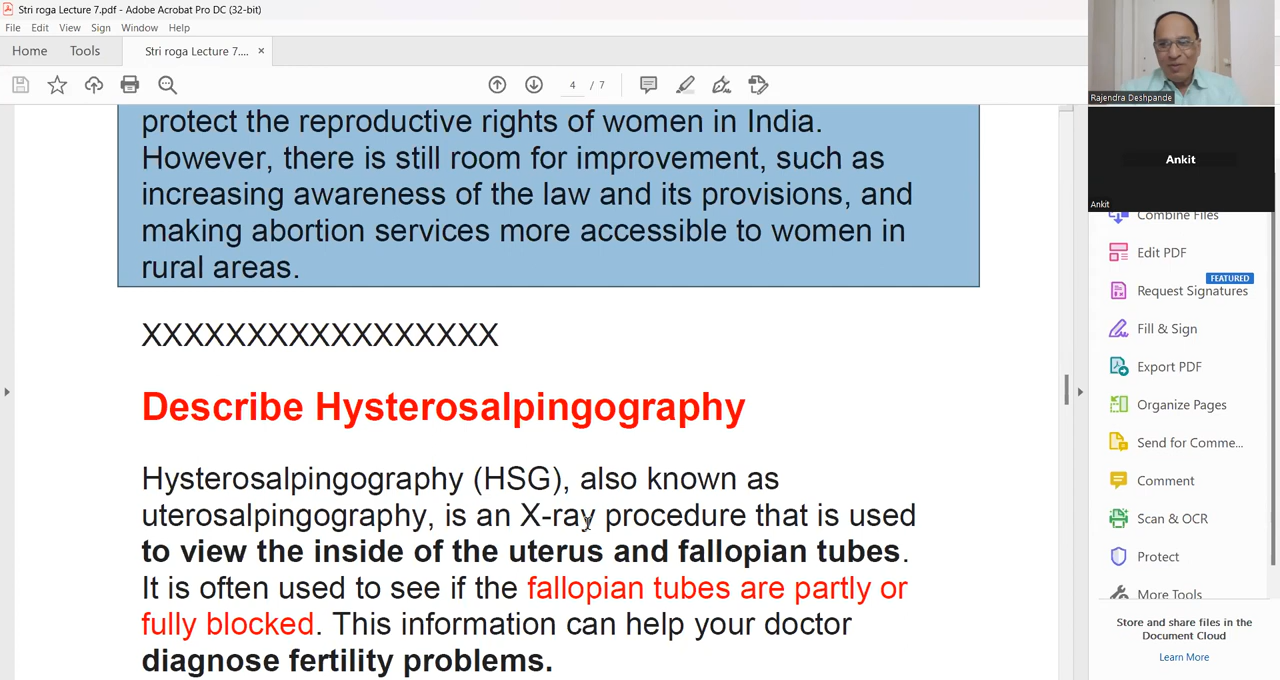 Stri roga Lecture 7.pdf - Adobe Acrobat Pro DC (32-bit)
File Edit View Sign Window Help
Home Tools Stri roga Lecture 7.... ×
4 / 7
protect the reproductive rights of women in India.
However, there is still room for improvement, such as
increasing awareness of the law and its provisions, and
making abortion services more accessible to women in
rural areas.
XXXXXXXXXXXXXXXXX
Describe Hysterosalpingography
Hysterosalpingography (HSG), also known as
uterosalpingography, is an X-ray procedure that is used
to view the inside of the uterus and fallopian tubes.
It is often used to see if the fallopian tubes are partly or
fully blocked. This information can help your doctor
diagnose fertility problems.
Rajendra Deshpande
Ankit
Ankit
Combine Files
Edit PDF
FEATURED
Request Signatures
Fill & Sign
Export PDF
Organize Pages
Send for Comme...
Comment
Scan & OCR
Protect
More Tools
Store and share files in the
Document Cloud
Learn More